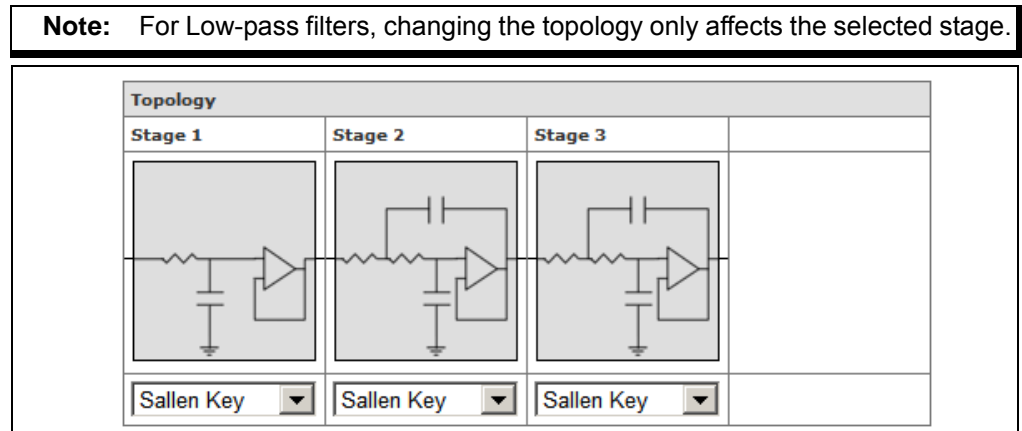 Note: For Low-pass filters, changing the topology only affects the selected stage.
Topology
Stage 1 Stage 2 Stage 3
Sallen Key Sallen Key Sallen Key